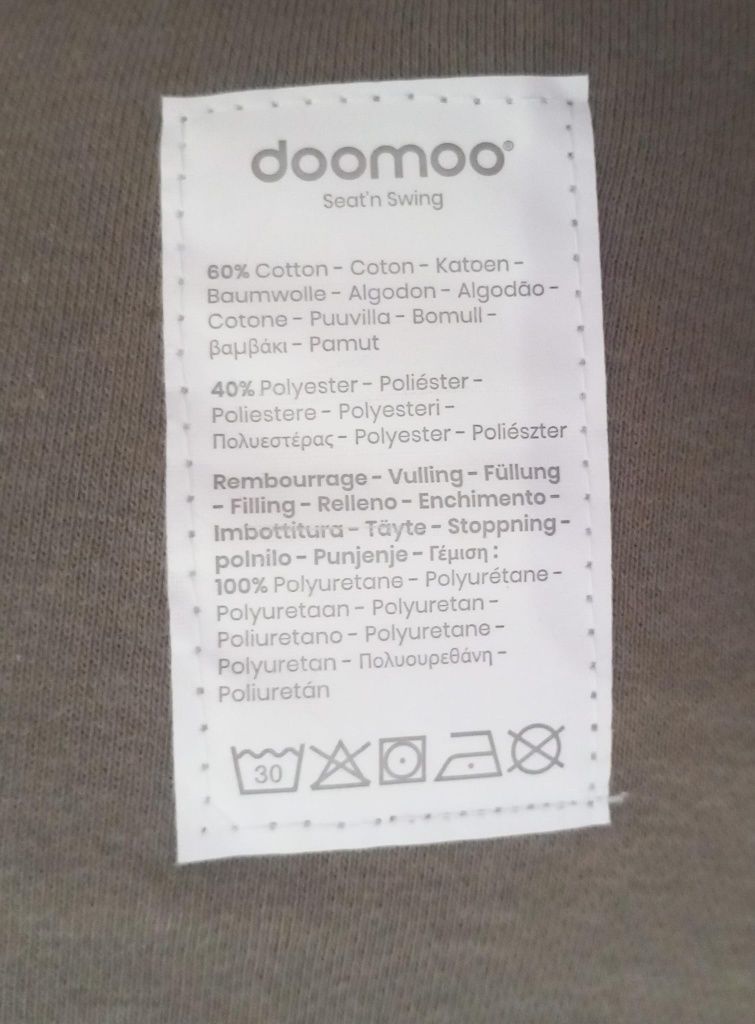 doomoo®
Seat'n Swing
60% Cotton - Coton - Katoen -
Baumwolle - Algodon - Algodão -
Cotone - Puuvilla - Bomull -
βαμβάκι - Pamut
40% Polyester - Poliéster -
Poliestere - Polyesteri -
Πολυεστέρας - Polyester - Poliészter
Rembourrage - Vulling - Füllung
- Filling - Relleno - Enchimento -
Imbottitura - Täyte - Stoppning -
polnilo - Punjenje - Γέμιση :
100% Polyuretane - Polyurétane -
Polyuretaan - Polyuretan -
Poliuretano - Polyuretane -
Polyuretan - Πολυουρεθάνη -
Poliuretán
30